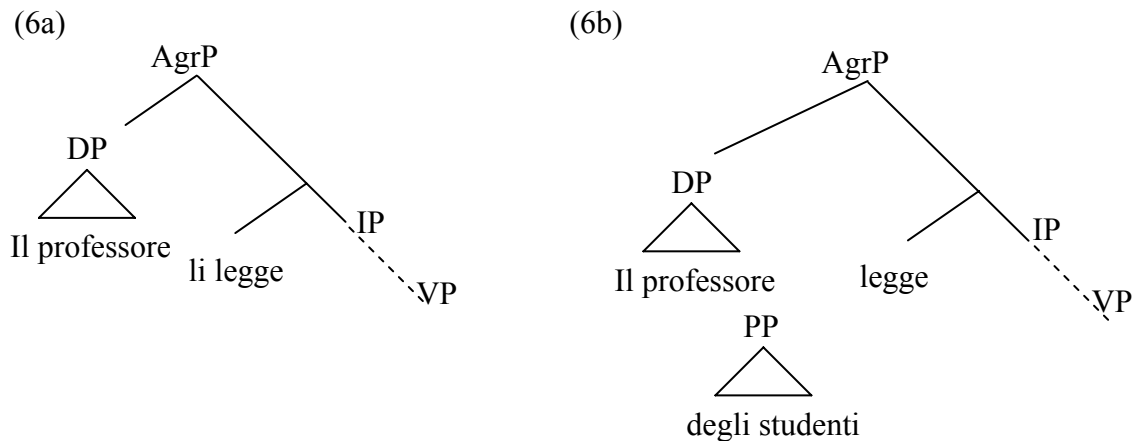 (6a) (6b)
AgrP AgrP
DP DP
IP IP
Il professore Il professore
li legge legge
VP VP
PP
degli studenti